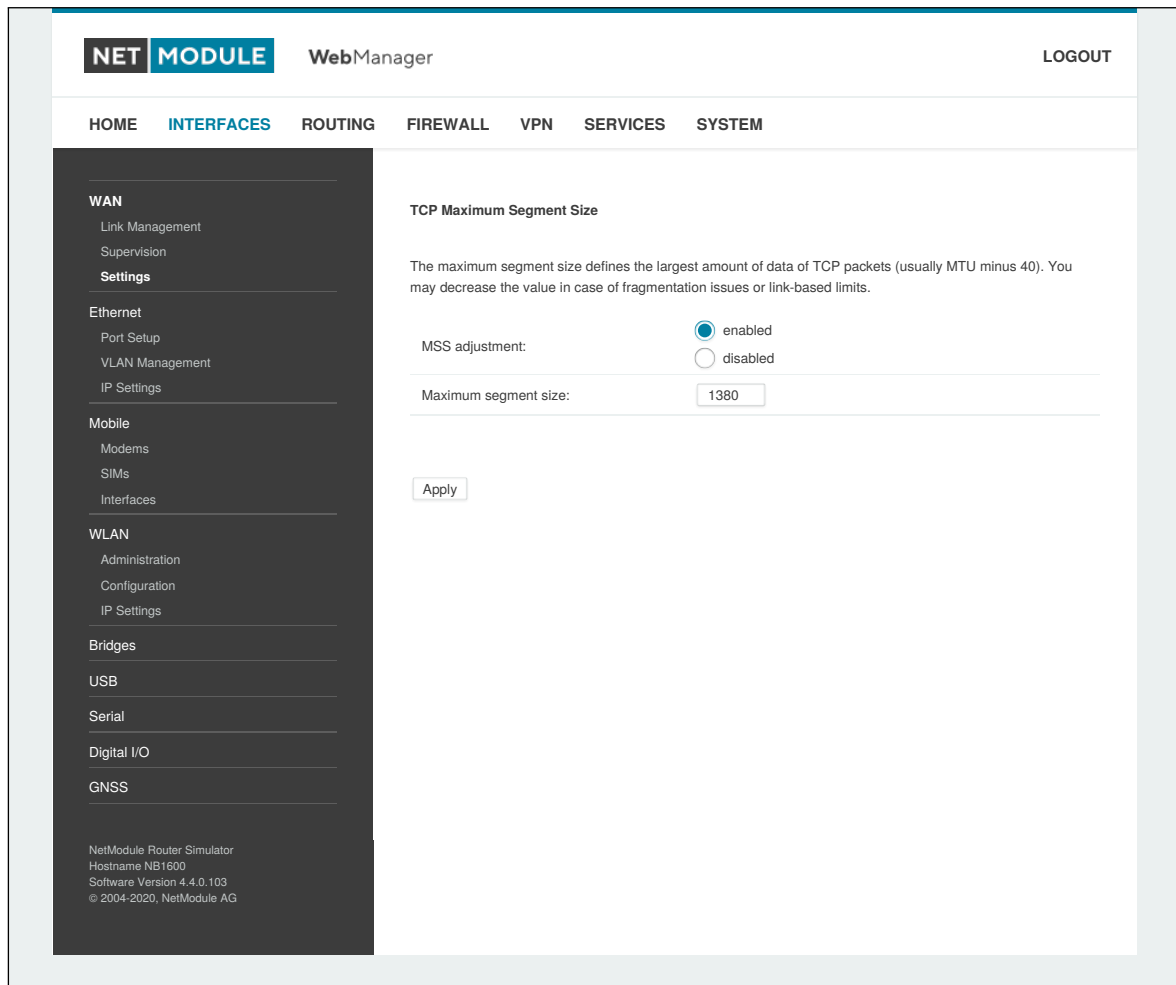 NET MODULE WebManager LOGOUT
HOME INTERFACES ROUTING FIREWALL VPN SERVICES SYSTEM
WAN
Link Management
Supervision
Settings
Ethernet
Port Setup
VLAN Management
IP Settings
Mobile
Modems
SIMs
Interfaces
WLAN
Administration
Configuration
IP Settings
Bridges
USB
Serial
Digital I/O
GNSS
NetModule Router Simulator
Hostname NB1600
Software Version 4.4.0.103
© 2004-2020, NetModule AG
TCP Maximum Segment Size
The maximum segment size defines the largest amount of data of TCP packets (usually MTU minus 40). You
may decrease the value in case of fragmentation issues or link-based limits.
MSS adjustment:
enabled
disabled
Maximum segment size: 1380
Apply